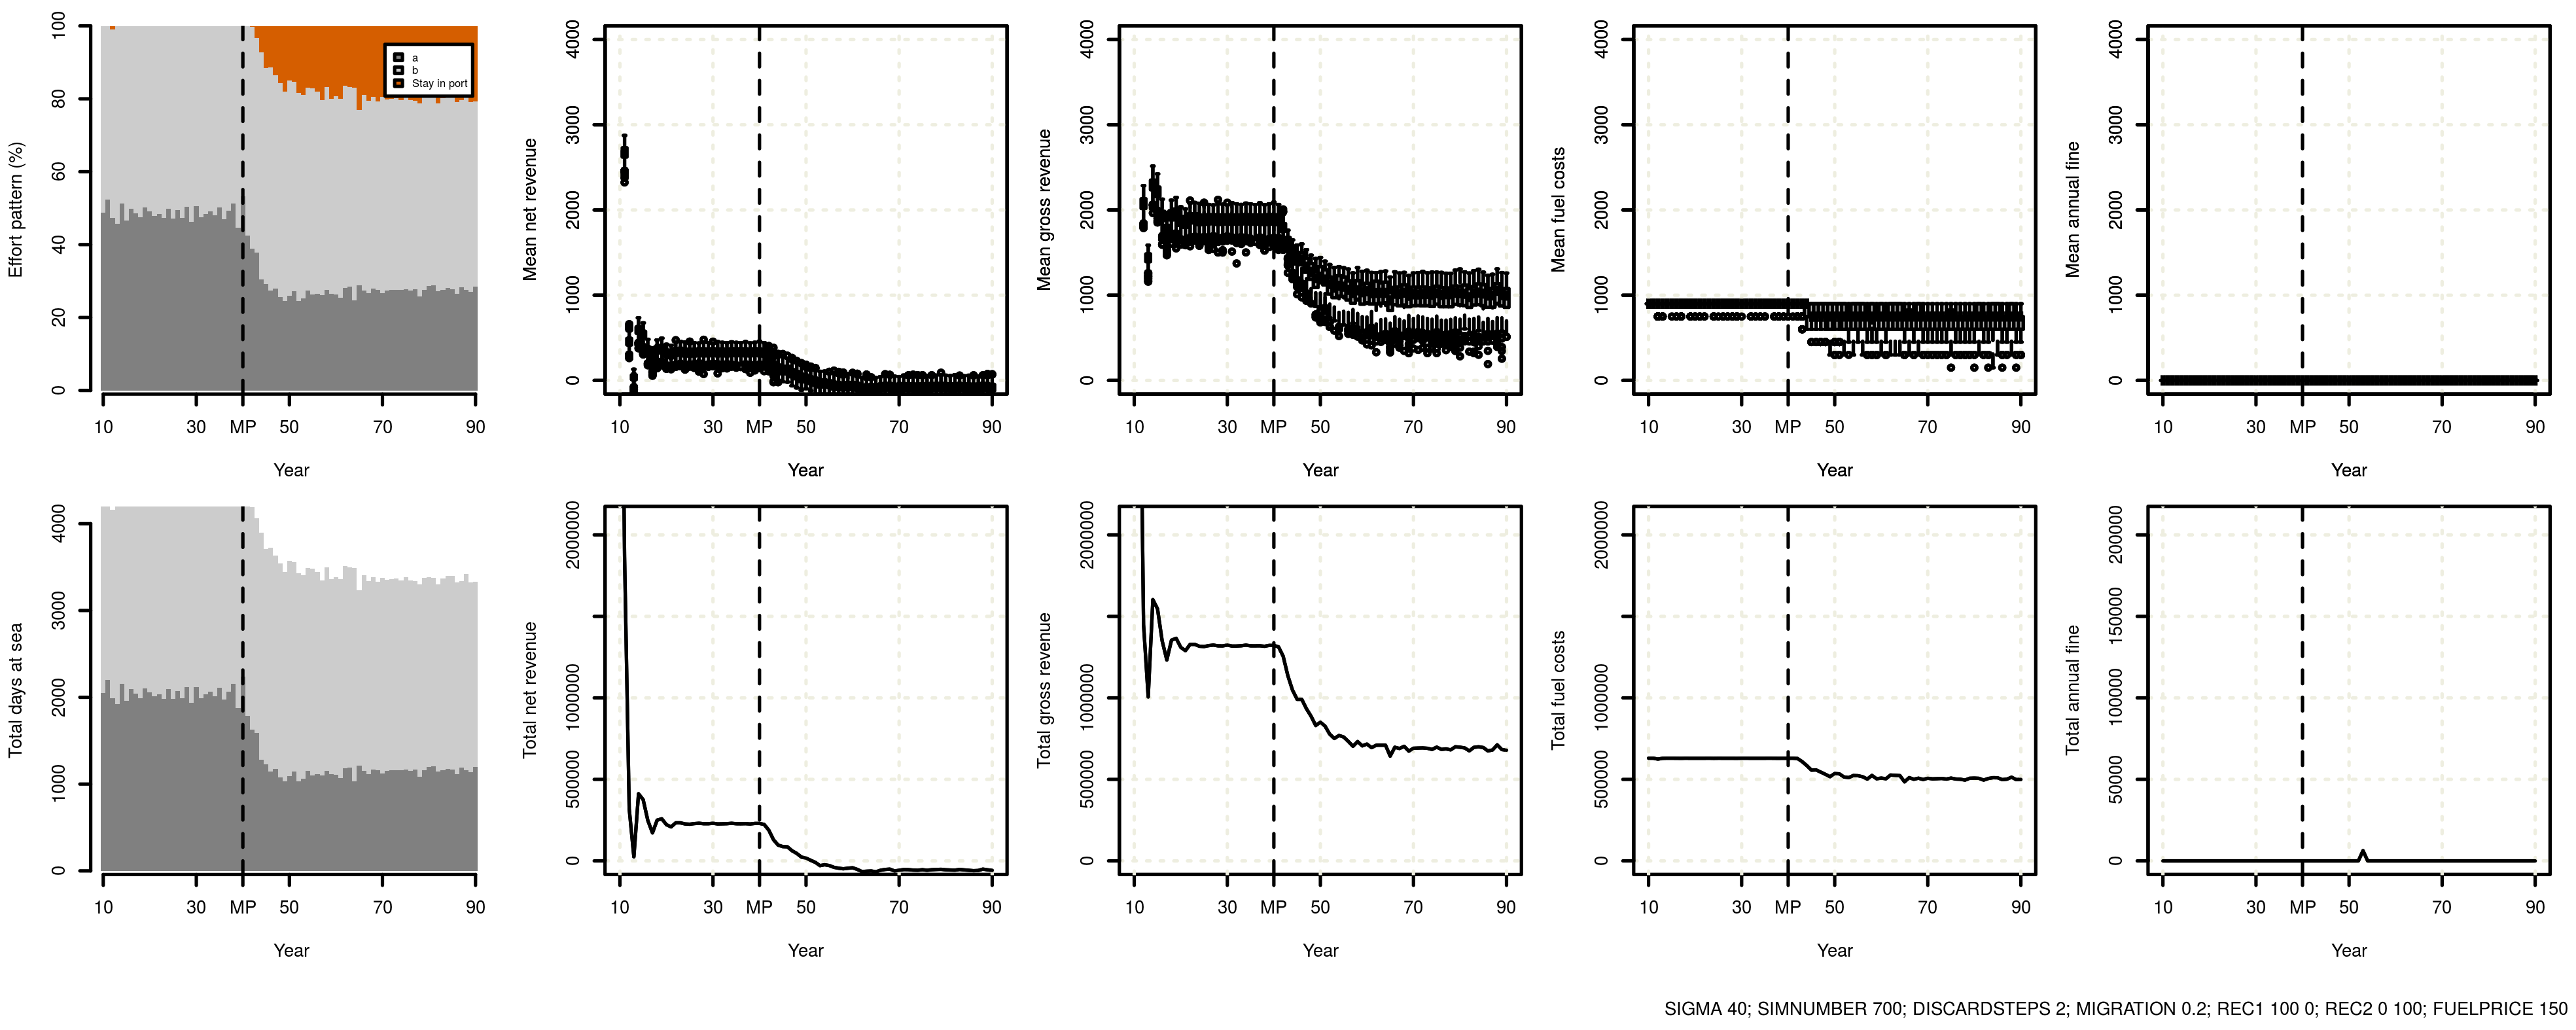 Effort pattern (%)
100
80
60
40
20
0
a
b
Stay in port
10 30 MP 50 70 90
Year
Mean net revenue
4000
3000
2000
1000
0
10 30 MP 50 70 90
Year
Mean gross revenue
4000
3000
2000
1000
0
10 30 MP 50 70 90
Year
Mean fuel costs
4000
3000
2000
1000
0
10 30 MP 50 70 90
Year
Mean annual fine
4000
3000
2000
1000
0
10 30 MP 50 70 90
Year
Total days at sea
4000
3000
2000
1000
0
10 30 MP 50 70 90
Year
Total net revenue
2000000
1000000
500000
0
10 30 MP 50 70 90
Year
Total gross revenue
2000000
1000000
500000
0
10 30 MP 50 70 90
Year
Total fuel costs
2000000
1000000
500000
0
10 30 MP 50 70 90
Year
Total annual fine
200000
150000
100000
50000
0
10 30 MP 50 70 90
Year
SIGMA 40; SIMNUMBER 700; DISCARDSTEPS 2; MIGRATION 0.2; REC1 100 0; REC2 0 100; FUELPRICE 150